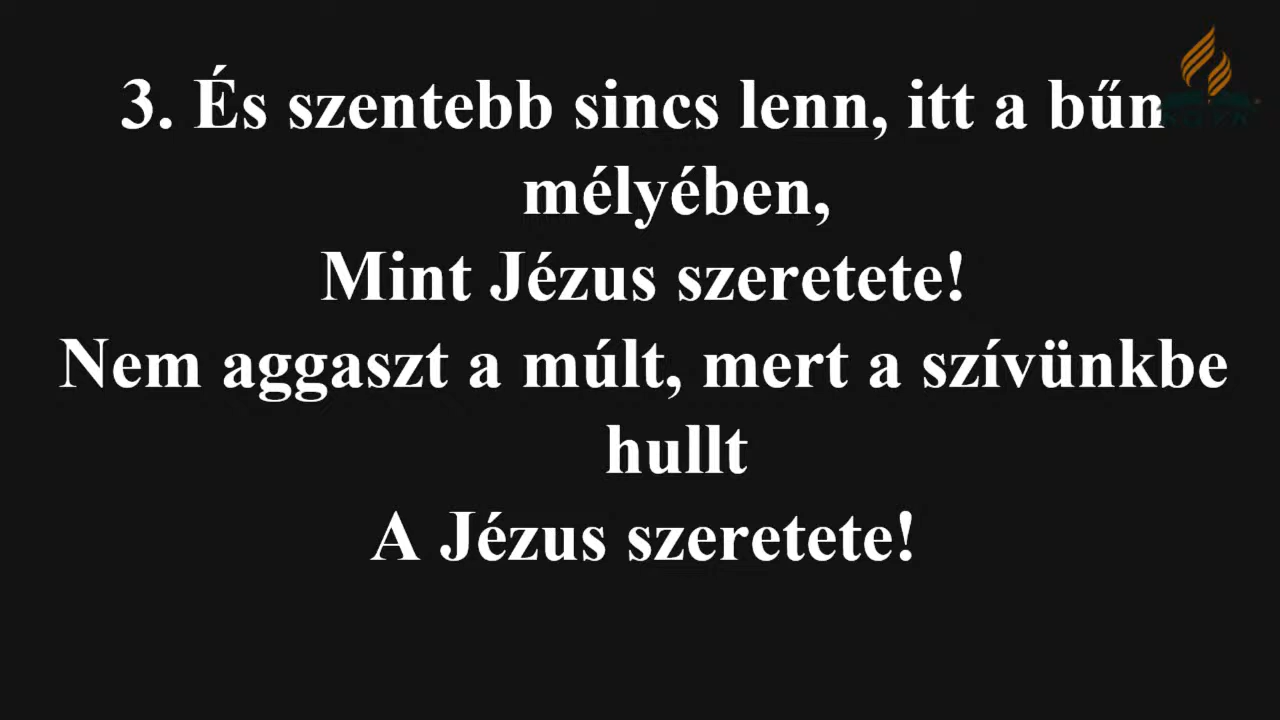 3. És szentebb sincs lenn, itt a bűn
mélyében,
Mint Jézus szeretete!
Nem aggaszt a múlt, mert a szívünkbe
hullt
A Jézus szeretete!